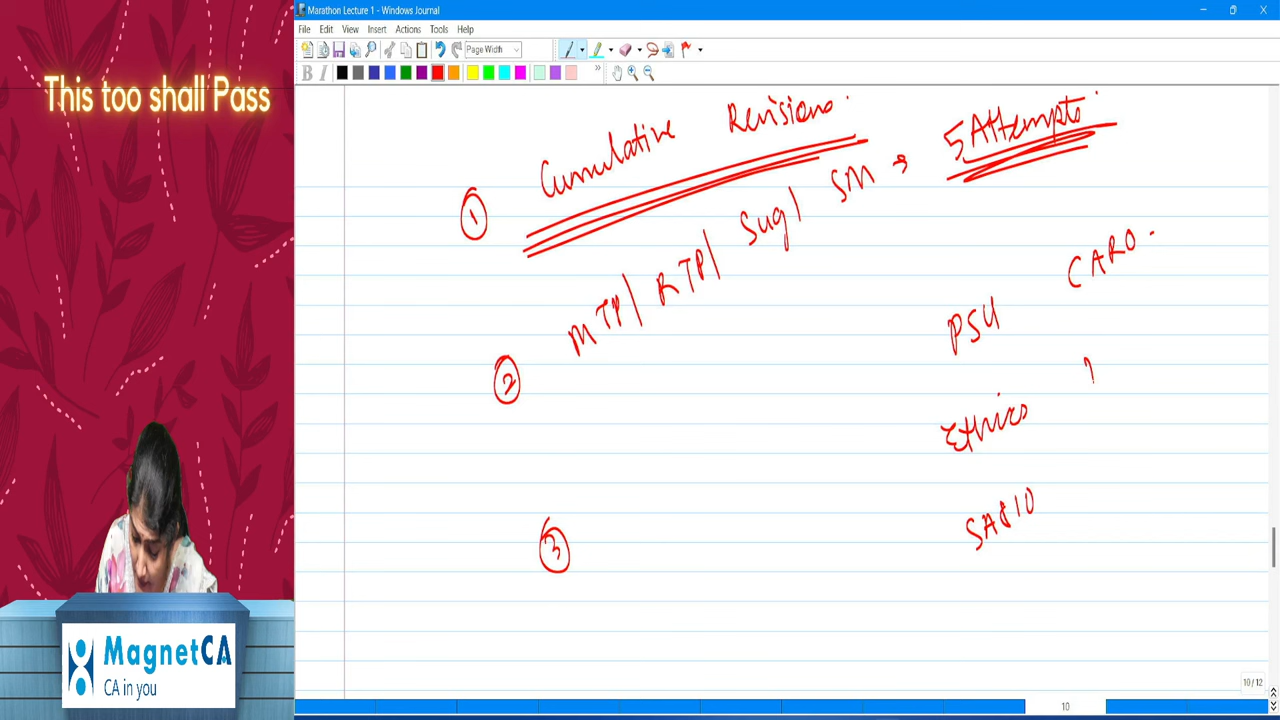 Marathon Lecture 1 - Windows Journal
File Edit View Insert Actions Tools Help
Page Width
B I
This too shall Pass
① Cumulative Revisions.
② MTP/ RTP/ Sug/ SM → 5 Attempts
PSU CARO.
Ethics
③
MagnetCA
CA in you
10/12
10